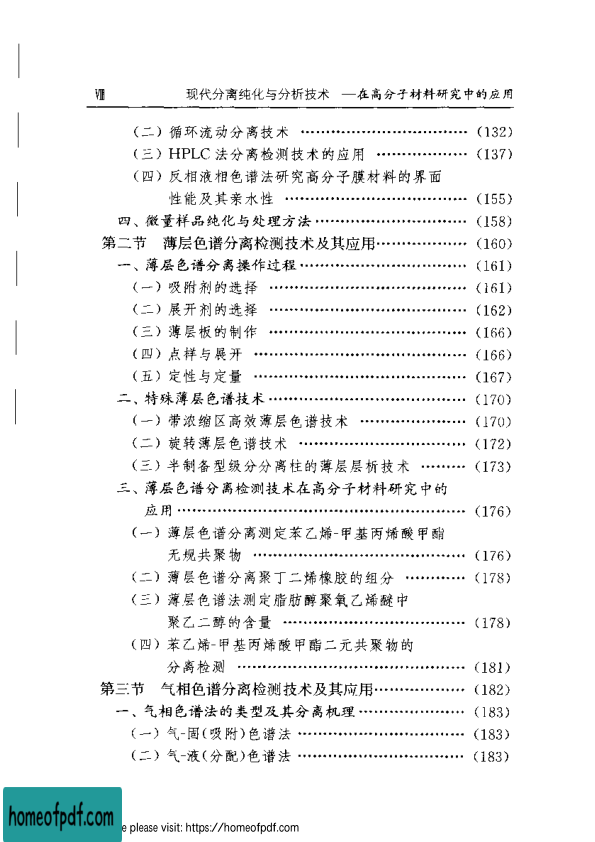 Ⅷ 现代分离纯化与分析技术 —在高分子材料研究中的应用
(二) 循环流动分离技术 ……………………… (132)
(三) HPLC 法分离检测技术的应用 …………… (137)
(四) 反相液相色谱法研究高分子膜材料的界面
性能及其亲水性 ……………………… (155)
四、微量样品纯化与处理方法 …………………… (158)
第二节 薄层色谱分离检测技术及其应用 …………… (160)
一、薄层色谱分离操作过程 ……………………… (161)
(一) 吸附剂的选择 ………………………… (161)
(二) 展开剂的选择 ………………………… (162)
(三) 薄层板的制作 ………………………… (166)
(四) 点样与展开 …………………………… (166)
(五) 定性与定量 …………………………… (167)
二、特殊薄层色谱技术 …………………………… (170)
(一) 带浓缩区高效薄层色谱技术 …………… (170)
(二) 旋转薄层色谱技术 ……………………… (172)
(三) 半制备型级分分离柱的薄层层析技术 ……… (173)
三、薄层色谱分离检测技术在高分子材料研究中的
应用 ……………………………………… (176)
(一) 薄层色谱分离测定苯乙烯-甲基丙烯酸甲酯
无规共聚物 …………………………… (176)
(二) 薄层色谱分离聚丁二烯橡胶的组分 ………… (178)
(三) 薄层色谱法测定脂肪醇聚氧乙烯醚中
聚乙二醇的含量 ……………………… (178)
(四) 苯乙烯-甲基丙烯酸甲酯二元共聚物的
分离检测 ……………………………… (181)
第三节 气相色谱分离检测技术及其应用 …………… (182)
一、气相色谱法的类型及其分离机理 ……………… (183)
(一) 气-固(吸附)色谱法 …………………… (183)
(二) 气-液(分配)色谱法 …………………… (183)
homeofpdf.com
e please visit: https://homeofpdf.com